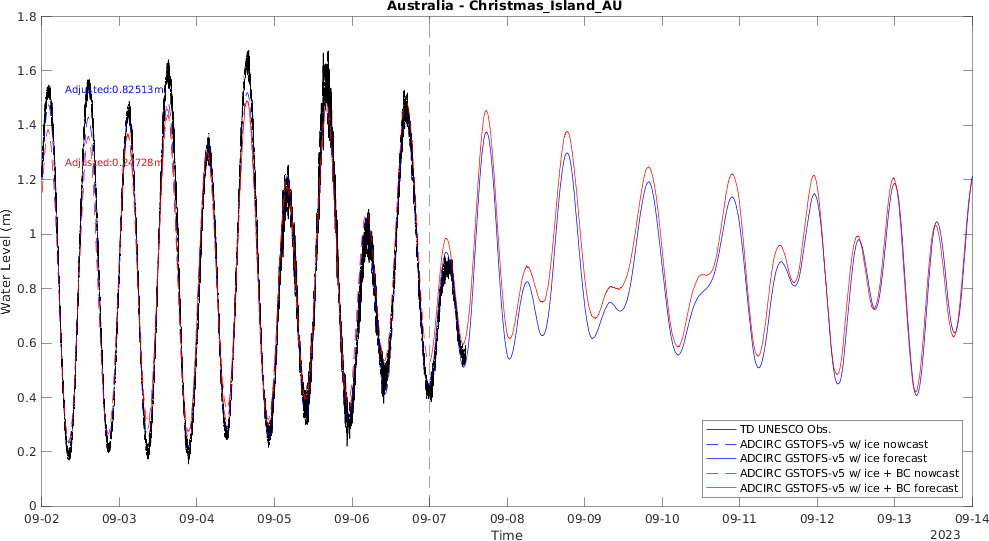 Australia - Christmas_Island_AU
1.8
1.6
1.4
1.2
1
0.8
0.6
0.4
0.2
0
Water Level (m)
Adjusted:0.82513m
Adjusted:0.24728m
TD UNESCO Obs.
ADCIRC GSTOFS-v5 w/ ice nowcast
ADCIRC GSTOFS-v5 w/ ice forecast
ADCIRC GSTOFS-v5 w/ ice + BC nowcast
ADCIRC GSTOFS-v5 w/ ice + BC forecast
09-02 09-03 09-04 09-05 09-06 09-07 09-08 09-09 09-10 09-11 09-12 09-13 09-14
Time
2023